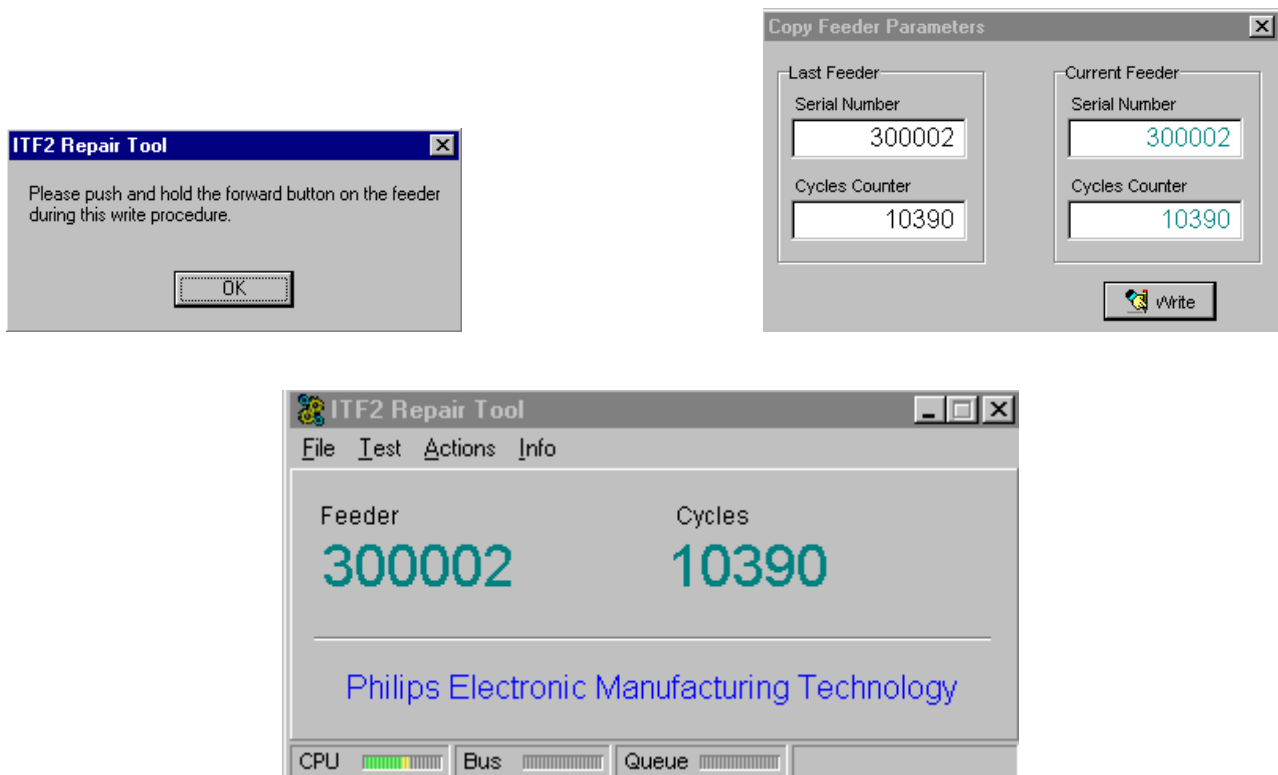 Copy Feeder Parameters
Last Feeder
Current Feeder
Serial Number
Serial Number
300002
300002
Cycles Counter
Cycles Counter
10390
10390
Write
ITF2 Repair Tool
Please push and hold the forward button on the feeder
during this write procedure.
OK
ITF2 Repair Tool
File Test Actions Info
Feeder
Cycles
300002
10390
Philips Electronic Manufacturing Technology
CPU
Bus
Queue